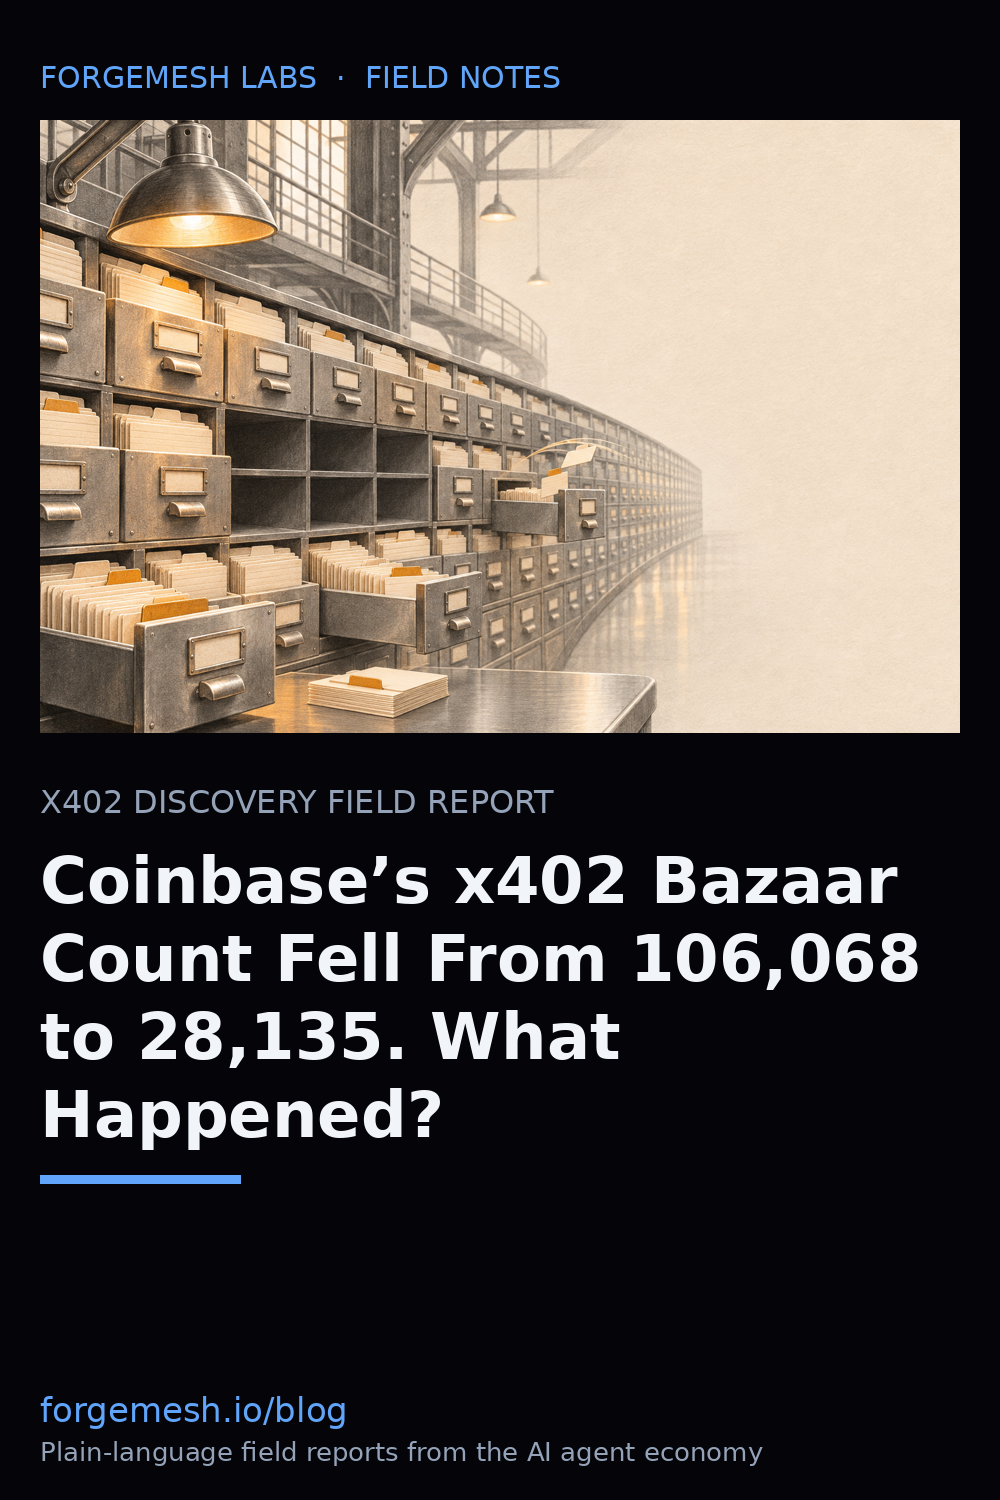 FORGEMESH LABS · FIELD NOTES
X402 DISCOVERY FIELD REPORT
Coinbase’s x402 Bazaar
Count Fell From 106,068
to 28,135. What
Happened?
forgemesh.io/blog
Plain-language field reports from the AI agent economy